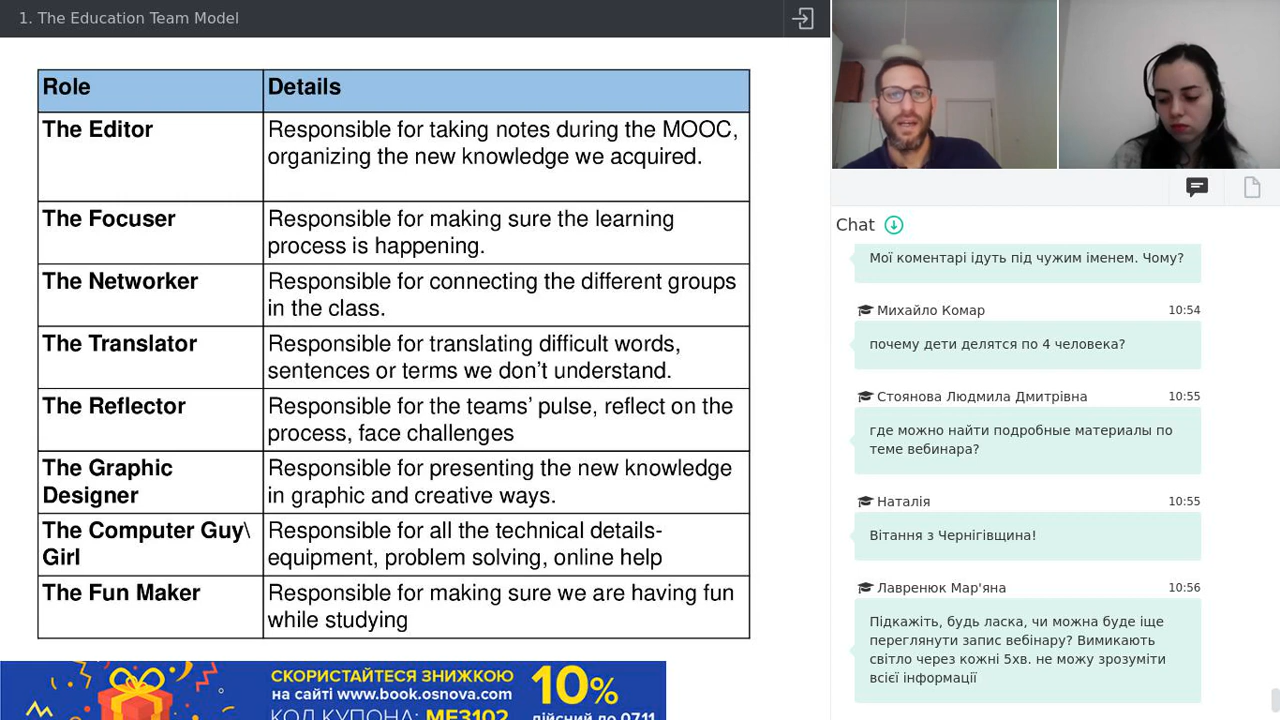 1. The Education Team Model
Role
Details
The Editor
Responsible for taking notes during the MOOC,
organizing the new knowledge we acquired.
The Focuser
Responsible for making sure the learning
process is happening.
The Networker
Responsible for connecting the different groups
in the class.
The Translator
Responsible for translating difficult words,
sentences or terms we don’t understand.
The Reflector
Responsible for the teams’ pulse, reflect on the
process, face challenges
The Graphic
Designer
Responsible for presenting the new knowledge
in graphic and creative ways.
The Computer Guy\
Girl
Responsible for all the technical details-
equipment, problem solving, online help
The Fun Maker
Responsible for making sure we are having fun
while studying
СКОРИСТАЙТЕСЯ ЗНИЖКОЮ
на сайті www.book.osnova.com
КОД КУПОНА: МЕ3102
10%
дійсний до 07.11
Chat
Мої коментарі ідуть під чужим іменем. Чому?
Михайло Комар 10:54
почему дети делятся по 4 человека?
Стоянова Людмила Дмитрівна 10:55
где можно найти подробные материалы по
теме вебинара?
Наталія 10:55
Вітання з Чернігівщина!
Лавренюк Мар'яна 10:56
Підкажіть, будь ласка, чи можна буде іще
переглянути запис вебінару? Вимикають
світло через кожні 5хв. не можу зрозуміти
всієї інформації